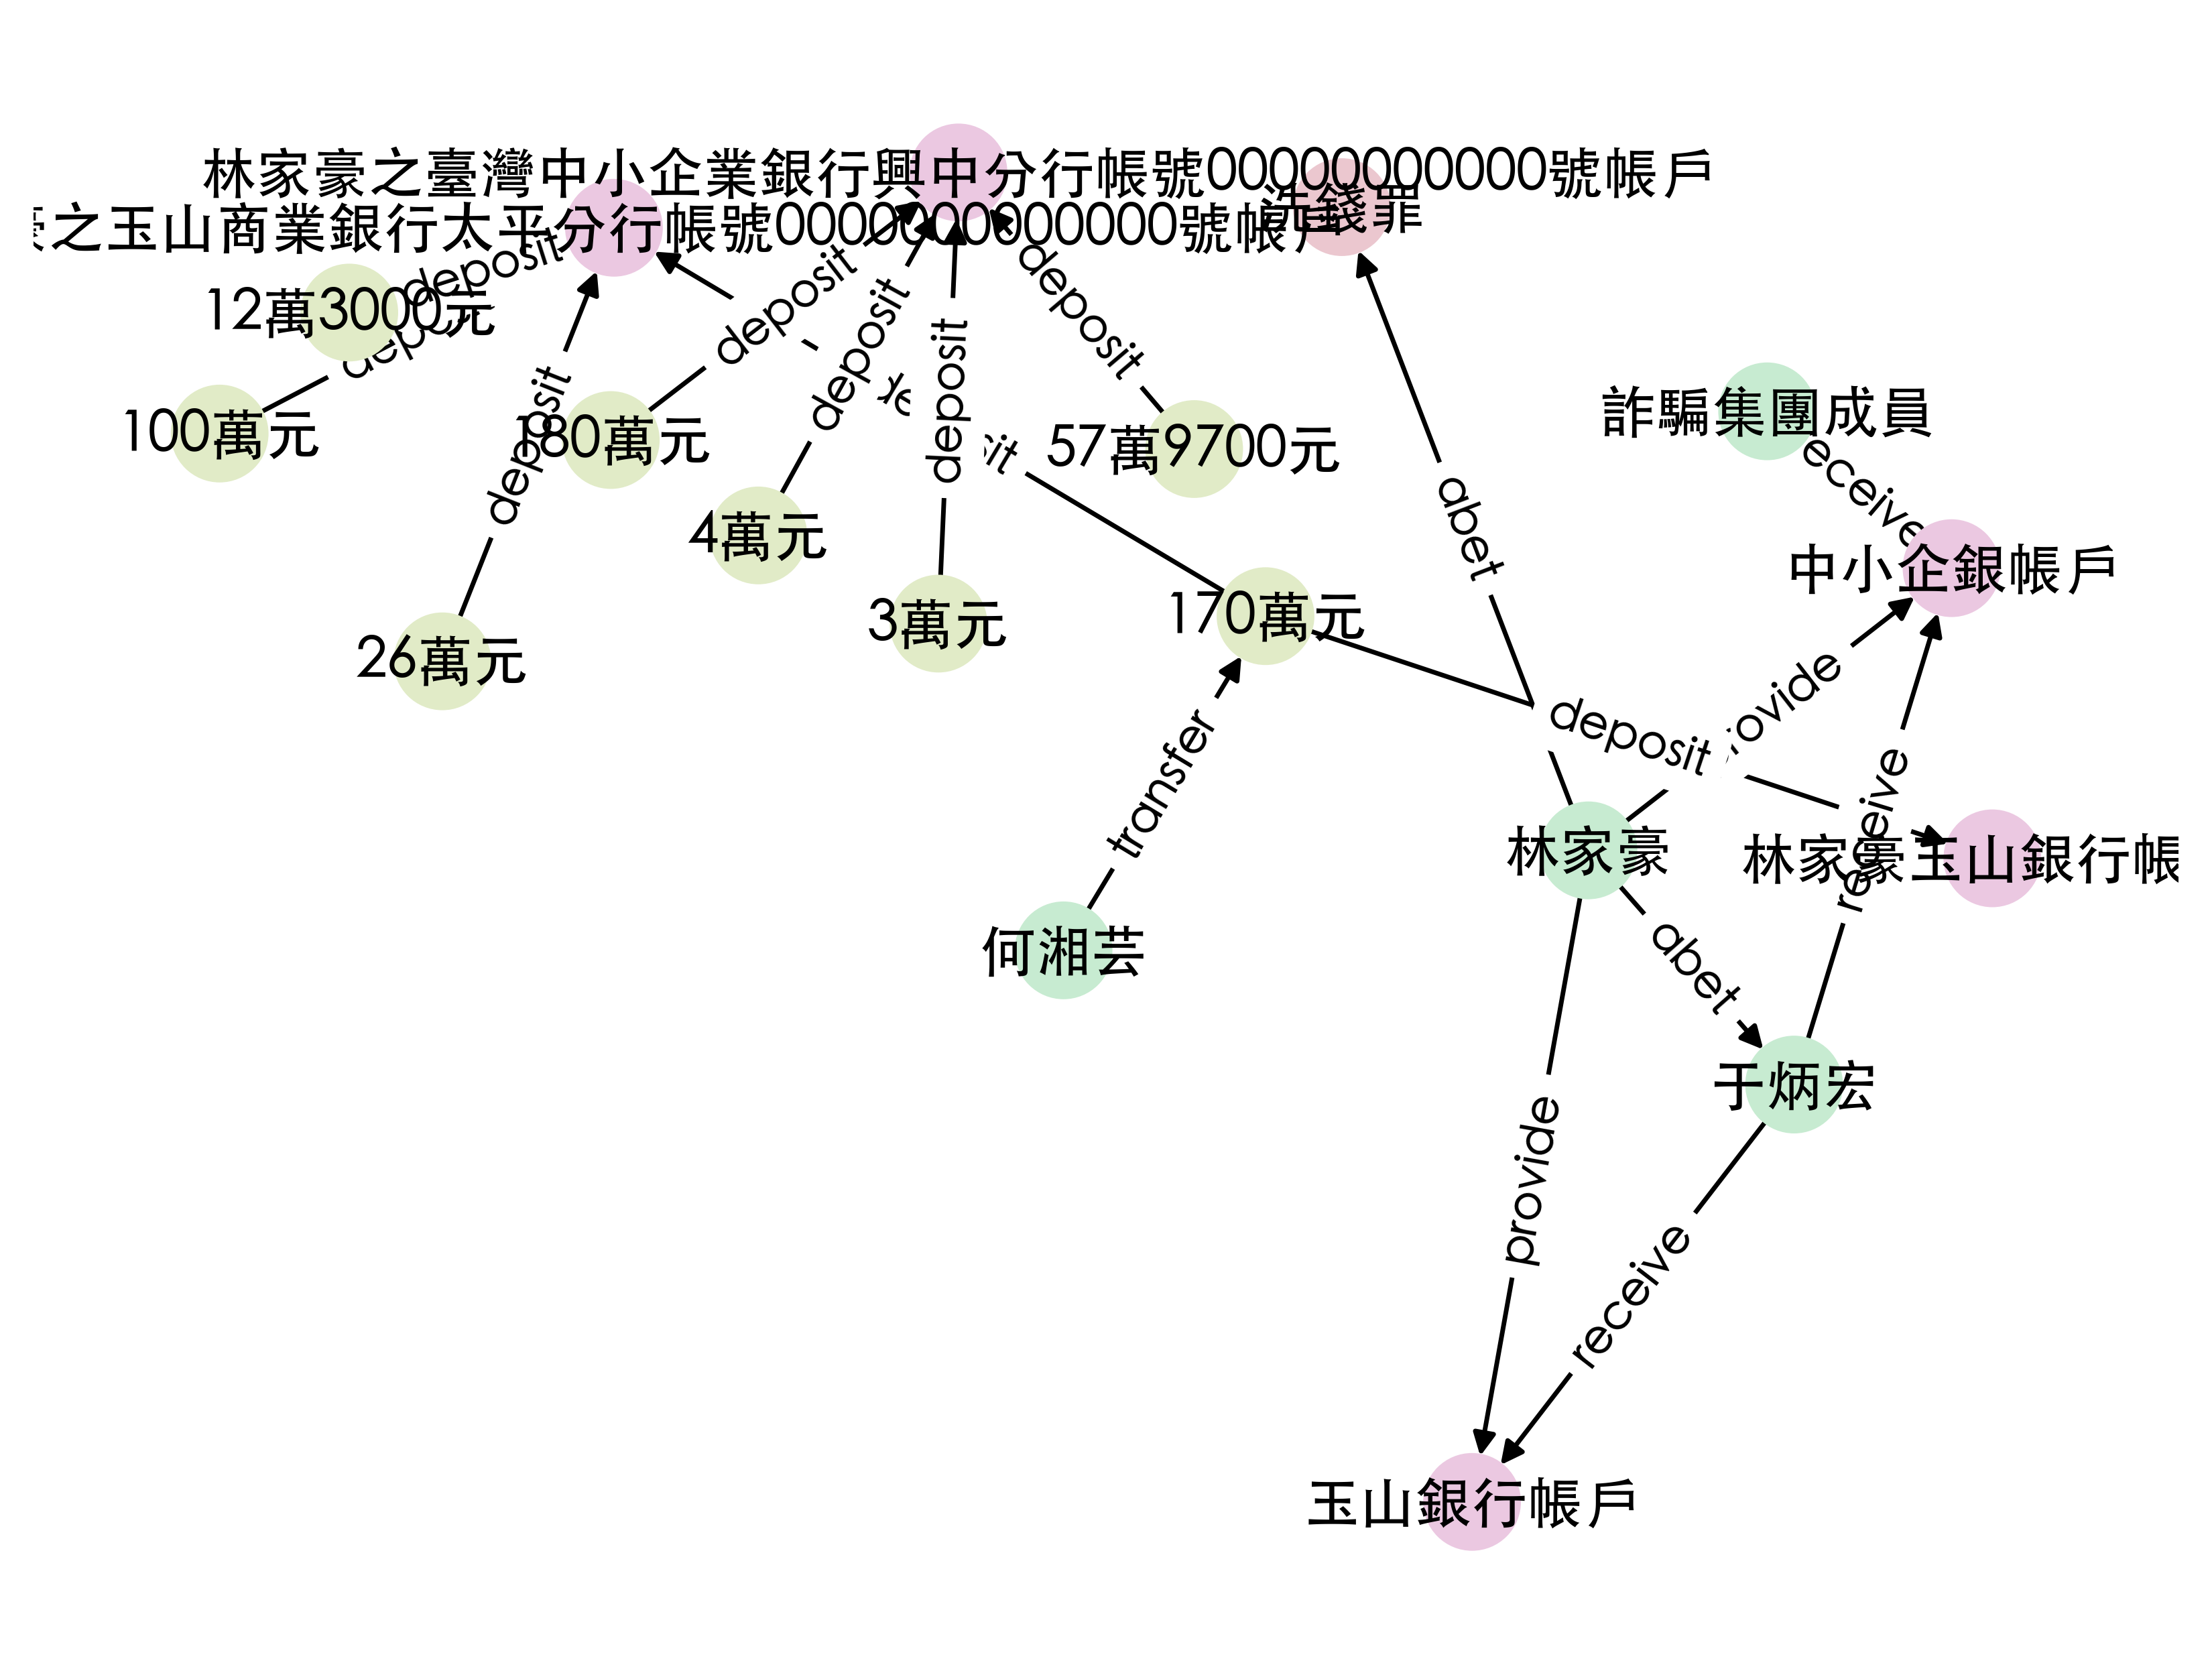 林家豪之臺灣中小企業銀行興中分行帳號00000000000號帳戶
洗錢罪
之玉山商業銀行太平分行帳號0000000000000號帳戶
deposit
deposit
12萬3000元
deposit
deposit
deposit
deposit
deposit
100萬元
180萬元
57萬9700元
詐騙集團成員
receive
deposit
abet
4萬元
中小企銀帳戶
3萬元
170萬元
26萬元
provide
deposit
transfer
receive
林家豪
林家豪玉山銀行帳
何湘芸
abet
于炳宏
provide
receive
玉山銀行帳戶